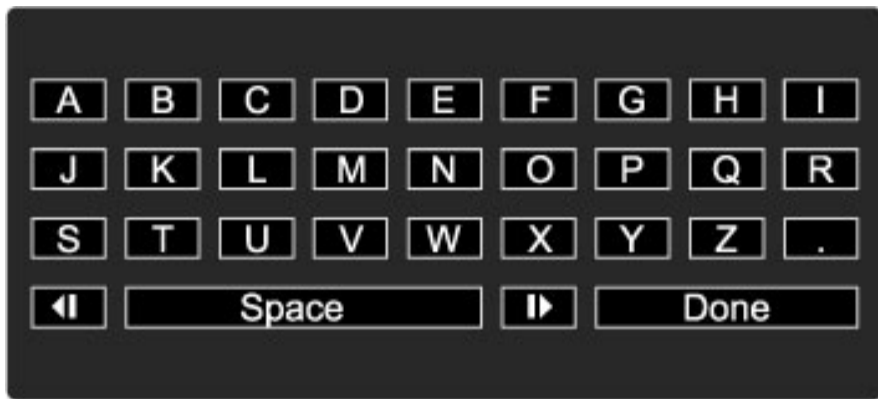 A B C D E F G H I
J K L M N O P Q R
S T U V W X Y Z .
Space Done